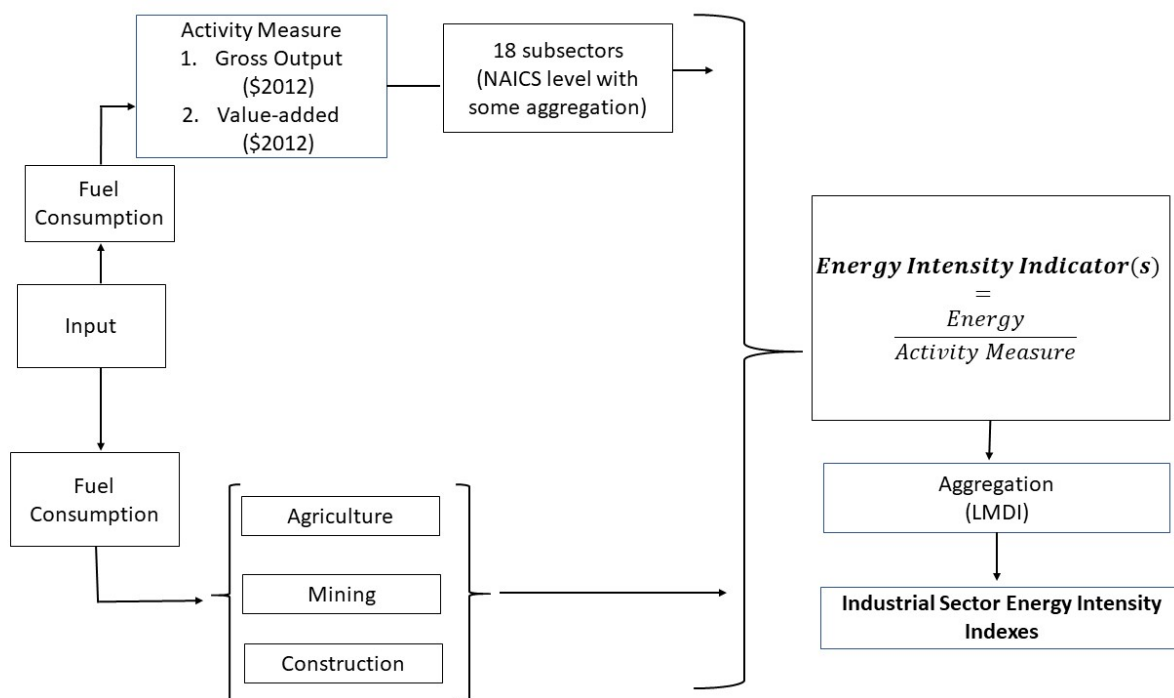 Activity Measure
1. Gross Output
($2012)
2. Value-added
($2012)
18 subsectors
(NAICS level with
some aggregation)
Fuel
Consumption
Input
Fuel
Consumption
Agriculture
Mining
Construction
Energy Intensity Indicator(s)
=
Energy
Activity Measure
Aggregation
(LMDI)
Industrial Sector Energy Intensity
Indexes